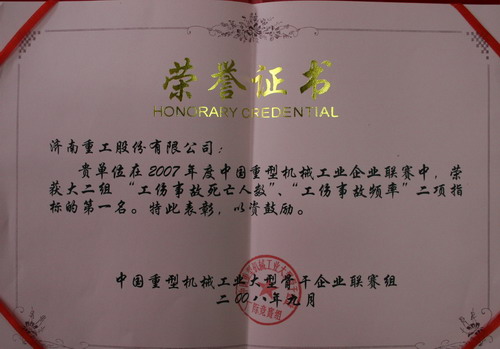 荣誉证书
HONORARY CREDENTIAL
济南重工股份有限公司：
贵单位在2007年度中国重型机械工业企业联赛中，荣
获大二组“工伤事故死亡人数”、“工伤事故频率”二项指
标的第一名。特此表彰，以资鼓励。
中国重型机械工业大型骨干企业联赛组
二〇〇八年九月